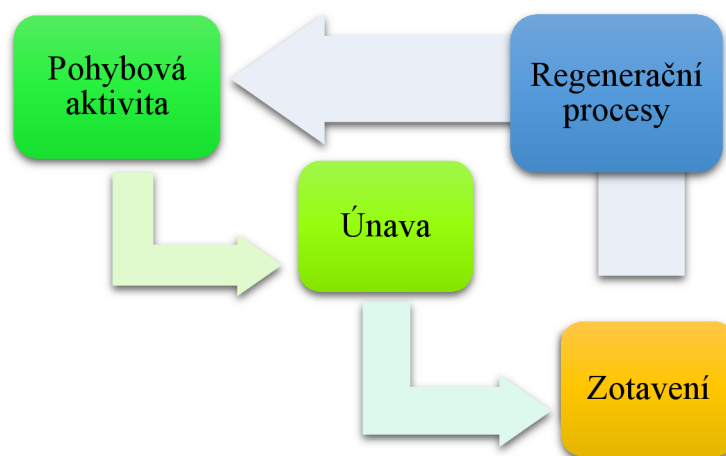 Pohybová
aktivita
Regenerační
procesy
Únava
Zotavení